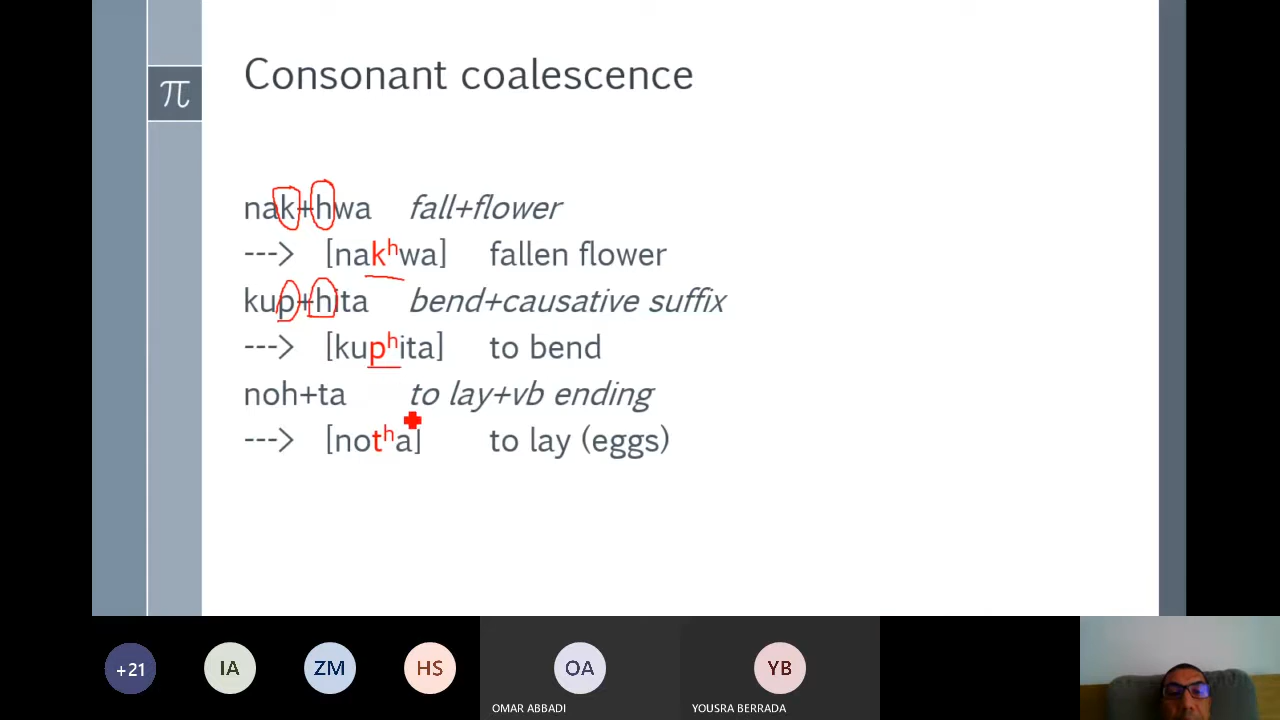 Consonant coalescence
π
nak+hwa fall+flower
---> [nakʰwa] fallen flower
kup+hita bend+causative suffix
---> [kupʰita] to bend
noh+ta to lay+vb ending
---> [notʰa] to lay (eggs)
+21 IA ZM HS OA YB
OMAR ABBADI YOUSRA BERRADA